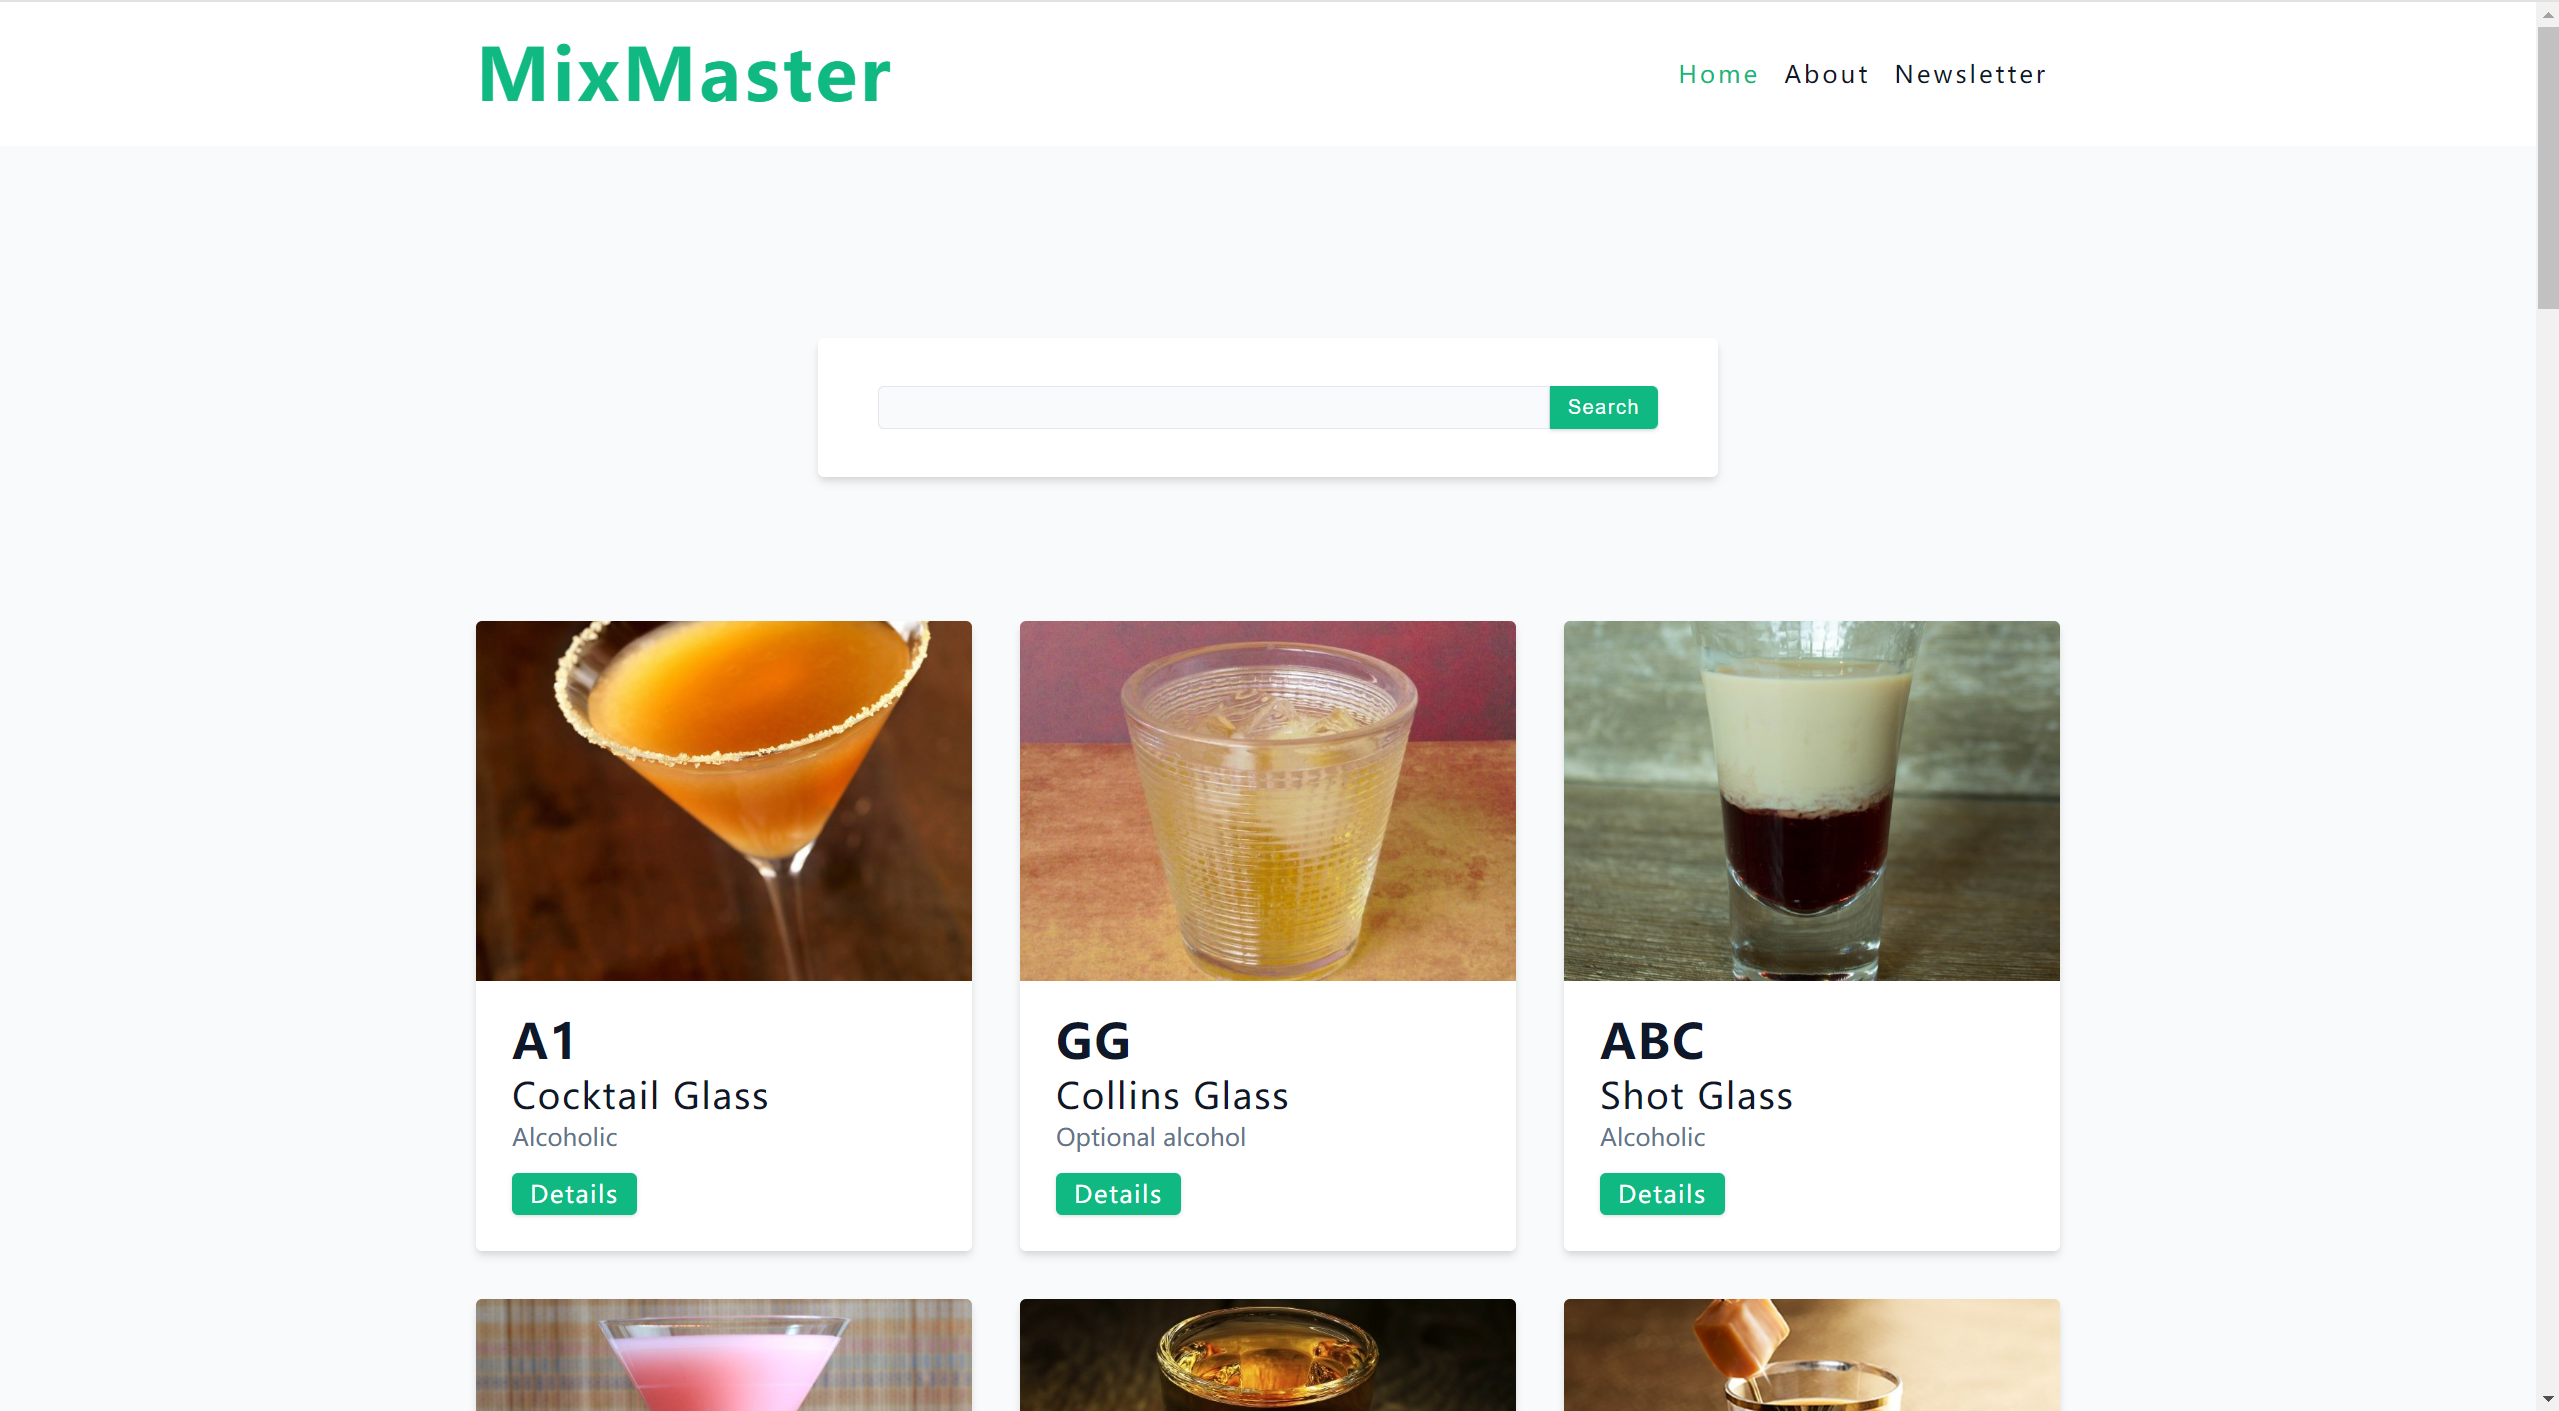 MixMaster
Home About Newsletter
Search
A1
Cocktail Glass
Alcoholic
Details
GG
Collins Glass
Optional alcohol
Details
ABC
Shot Glass
Alcoholic
Details